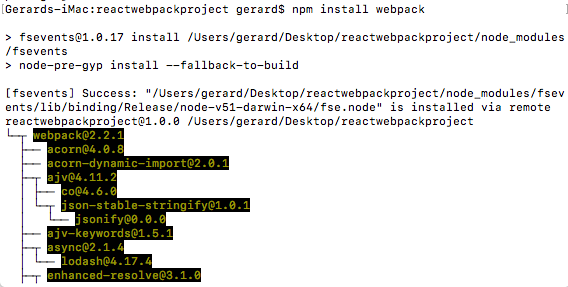 [Gerards-iMac:reactwebpackproject gerard$ npm install webpack ]
> fsevents@1.0.17 install /Users/gerard/Desktop/reactwebpackproject/node_modules
/fsevents
> node-pre-gyp install --fallback-to-build
[fsevents] Success: "/Users/gerard/Desktop/reactwebpackproject/node_modules/fsev
ents/lib/binding/Release/node-v51-darwin-x64/fse.node" is installed via remote
reactwebpackproject@1.0.0 /Users/gerard/Desktop/reactwebpackproject
└─┬ webpack@2.2.1
  ├── acorn@4.0.8
  ├── acorn-dynamic-import@2.0.1
  ├─┬ ajv@4.11.2
  │ ├── co@4.6.0
  │ └─┬ json-stable-stringify@1.0.1
  │   └── jsonify@0.0.0
  ├── ajv-keywords@1.5.1
  ├─┬ async@2.1.4
  │ └── lodash@4.17.4
  ├─┬ enhanced-resolve@3.1.0